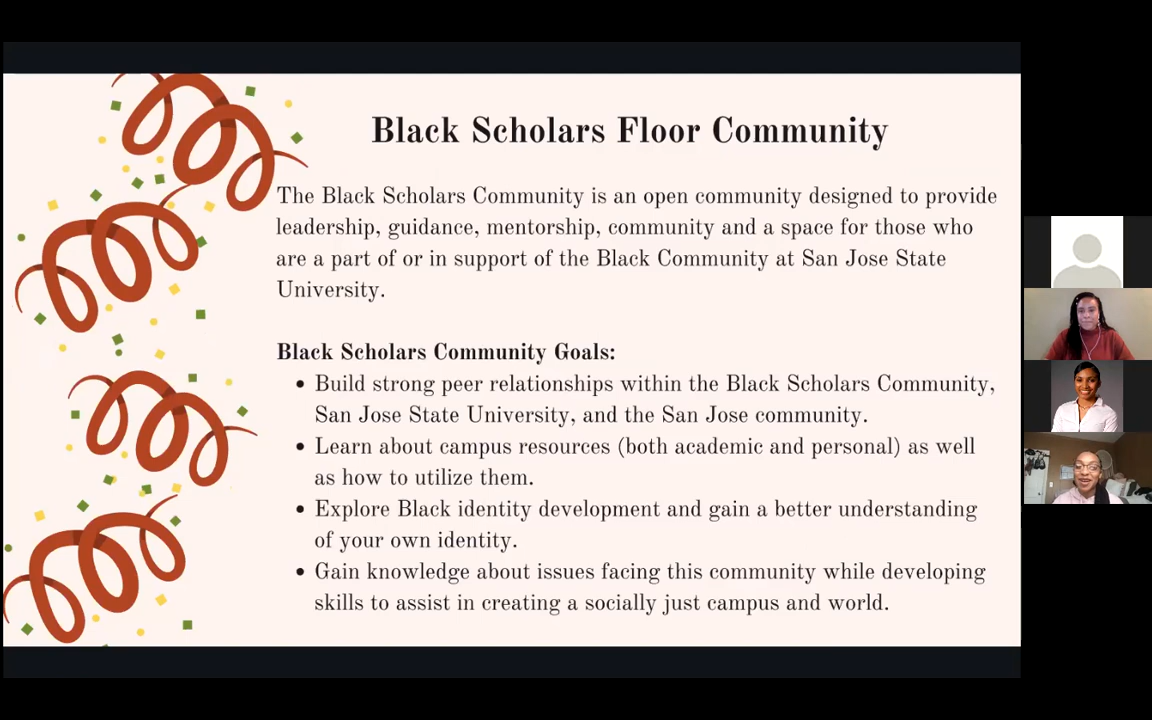 Black Scholars Floor Community
The Black Scholars Community is an open community designed to provide
leadership, guidance, mentorship, community and a space for those who
are a part of or in support of the Black Community at San Jose State
University.
Black Scholars Community Goals:
• Build strong peer relationships within the Black Scholars Community,
San Jose State University, and the San Jose community.
• Learn about campus resources (both academic and personal) as well
as how to utilize them.
• Explore Black identity development and gain a better understanding
of your own identity.
• Gain knowledge about issues facing this community while developing
skills to assist in creating a socially just campus and world.